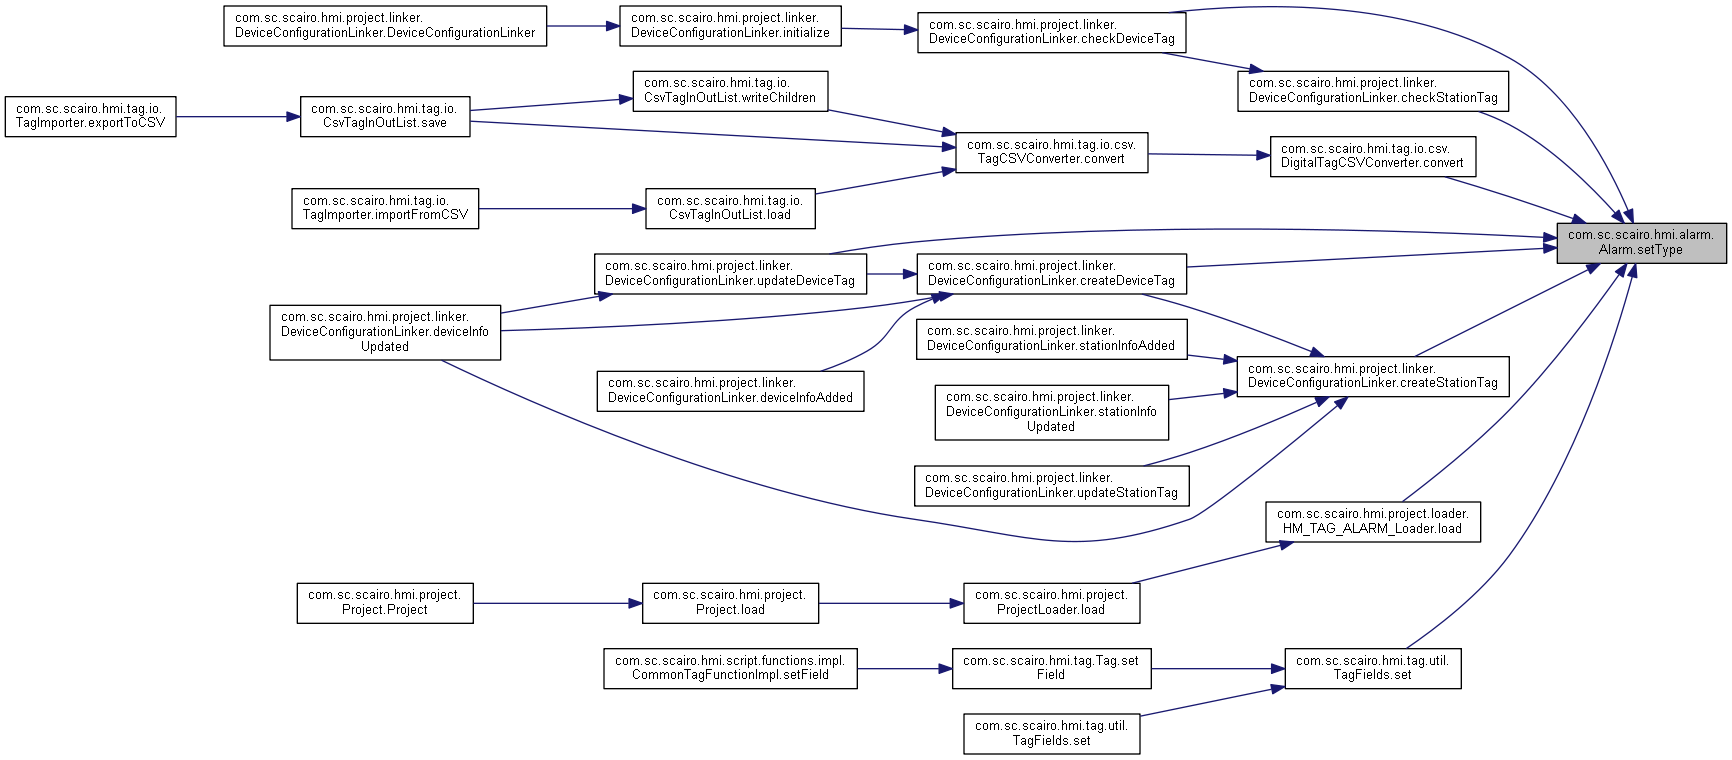 com.sc.scairo.hmi.project.linker.
DeviceConfigurationLinker.DeviceConfigurationLinker
com.sc.scairo.hmi.project.linker.
DeviceConfigurationLinker.initialize
com.sc.scairo.hmi.project.linker.
DeviceConfigurationLinker.checkDeviceTag
com.sc.scairo.hmi.project.linker.
DeviceConfigurationLinker.checkStationTag
com.sc.scairo.hmi.tag.io.
CsvTagInOutList.writeChildren
com.sc.scairo.hmi.tag.io.
TagImporter.exportToCSV
com.sc.scairo.hmi.tag.io.
CsvTagInOutList.save
com.sc.scairo.hmi.tag.io.csv.
TagCSVConverter.convert
com.sc.scairo.hmi.tag.io.csv.
DigitalTagCSVConverter.convert
com.sc.scairo.hmi.tag.io.
TagImporter.importFromCSV
com.sc.scairo.hmi.tag.io.
CsvTagInOutList.load
com.sc.scairo.hmi.alarm.
Alarm.setType
com.sc.scairo.hmi.project.linker.
DeviceConfigurationLinker.updateDeviceTag
com.sc.scairo.hmi.project.linker.
DeviceConfigurationLinker.createDeviceTag
com.sc.scairo.hmi.project.linker.
DeviceConfigurationLinker.deviceInfo
Updated
com.sc.scairo.hmi.project.linker.
DeviceConfigurationLinker.stationInfoAdded
com.sc.scairo.hmi.project.linker.
DeviceConfigurationLinker.createStationTag
com.sc.scairo.hmi.project.linker.
DeviceConfigurationLinker.deviceInfoAdded
com.sc.scairo.hmi.project.linker.
DeviceConfigurationLinker.stationInfo
Updated
com.sc.scairo.hmi.project.linker.
DeviceConfigurationLinker.updateStationTag
com.sc.scairo.hmi.project.loader.
HM_TAG_ALARM_Loader.load
com.sc.scairo.hmi.project.
Project.Project
com.sc.scairo.hmi.project.
Project.load
com.sc.scairo.hmi.project.
ProjectLoader.load
com.sc.scairo.hmi.script.functions.impl.
CommonTagFunctionImpl.setField
com.sc.scairo.hmi.tag.Tag.set
Field
com.sc.scairo.hmi.tag.util.
TagFields.set
com.sc.scairo.hmi.tag.util.
TagFields.set